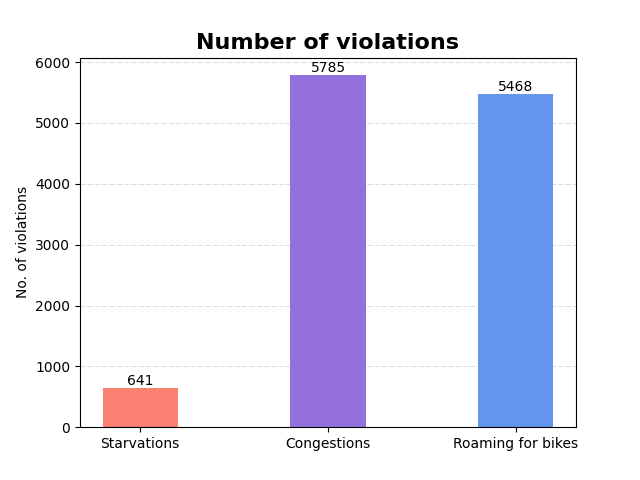 Number of violations
6000
5000
4000
3000
2000
1000
0
No. of violations
641
5785
5468
Starvations
Congestions
Roaming for bikes